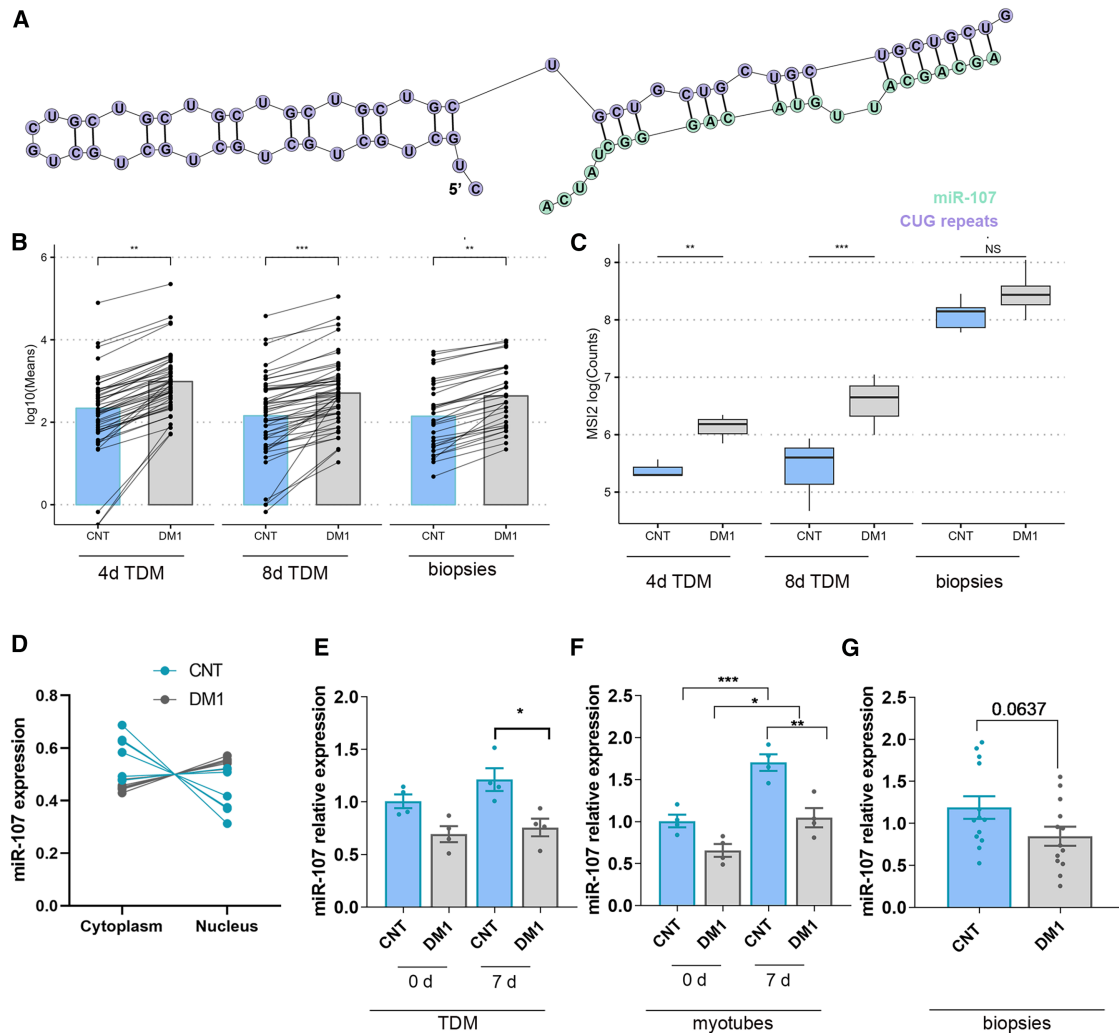 A
C U G C U G C U G C U G C U G C U G C
G U C G U C G U C G U C G U C G U C G
U
C
5'
U
G C U G C U G C U G C U G C U G C U G
A C U A U C G G G A C A U G U U A C G A C G A
miR-107
CUG repeats
B
log10(Means)
6
4
2
0
**
***
**
CNT DM1 CNT DM1 CNT DM1
4d TDM 8d TDM biopsies
C
MSI2 log(Counts)
9
8
7
6
5
**
***
NS
CNT DM1 CNT DM1 CNT DM1
4d TDM 8d TDM biopsies
D
CNT
DM1
miR-107 expression
0.8
0.6
0.4
0.2
0.0
Cytoplasm Nucleus
E
miR-107 relative expression
2.0
1.5
1.0
0.5
0.0
*
CNT DM1 CNT DM1
0 d 7 d
TDM
F
miR-107 relative expression
2.5
2.0
1.5
1.0
0.5
0.0
***
*
**
CNT DM1 CNT DM1
0 d 7 d
myotubes
G
miR-107 relative expression
2.5
2.0
1.5
1.0
0.5
0.0
0.0637
CNT DM1
biopsies